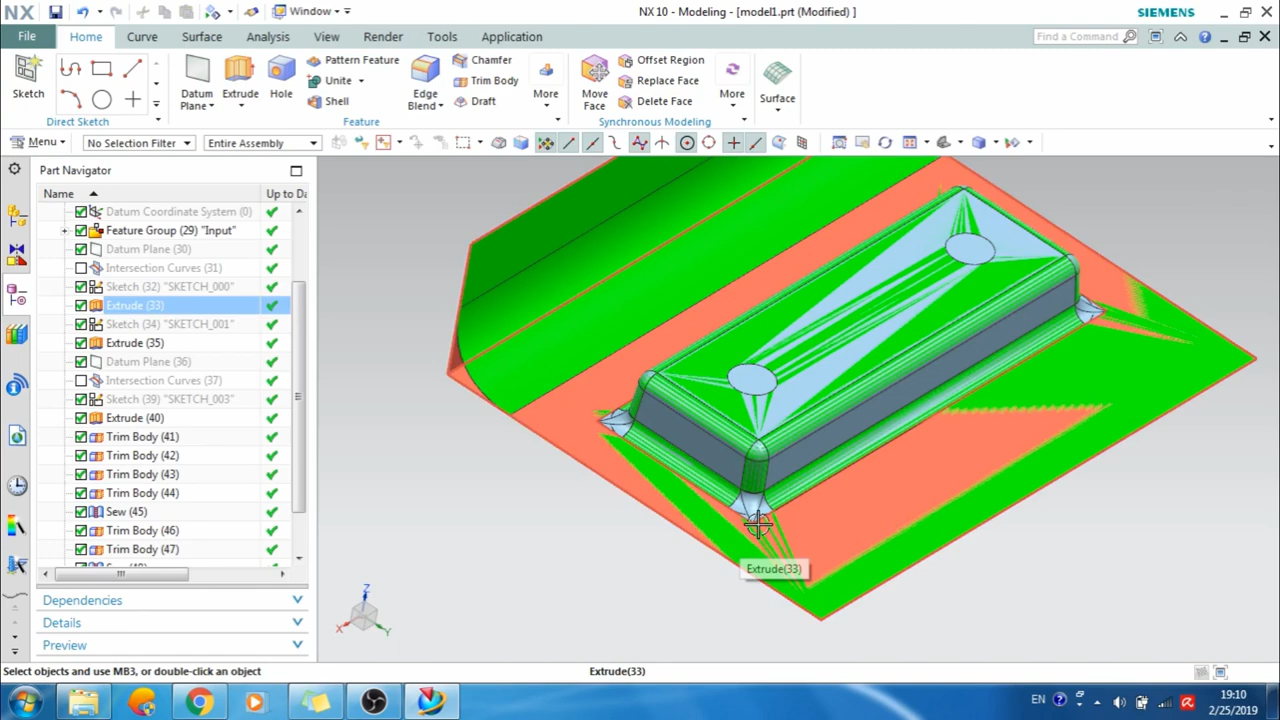 NX
Window
NX 10 - Modeling - [model1.prt (Modified) ]
SIEMENS
File
Home
Curve
Surface
Analysis
View
Render
Tools
Application
Find a Command
Sketch
Direct Sketch
Datum
Plane
Extrude
Hole
Pattern Feature
Unite
Shell
Edge
Blend
Chamfer
Trim Body
Draft
More
Feature
Move
Face
Offset Region
Replace Face
Delete Face
More
Synchronous Modeling
Surface
Menu
No Selection Filter
Entire Assembly
Part Navigator
Name
Up to Da
Datum Coordinate System (0)
Feature Group (29) "Input"
Datum Plane (30)
Intersection Curves (31)
Sketch (32) "SKETCH_000"
Extrude (33)
Sketch (34) "SKETCH_001"
Extrude (35)
Datum Plane (36)
Intersection Curves (37)
Sketch (39) "SKETCH_003"
Extrude (40)
Trim Body (41)
Trim Body (42)
Trim Body (43)
Trim Body (44)
Sew (45)
Trim Body (46)
Trim Body (47)
Dependencies
Details
Preview
Extrude(33)
Z
X
Y
Select objects and use MB3, or double-click an object
Extrude(33)
EN
19:10
2/25/2019